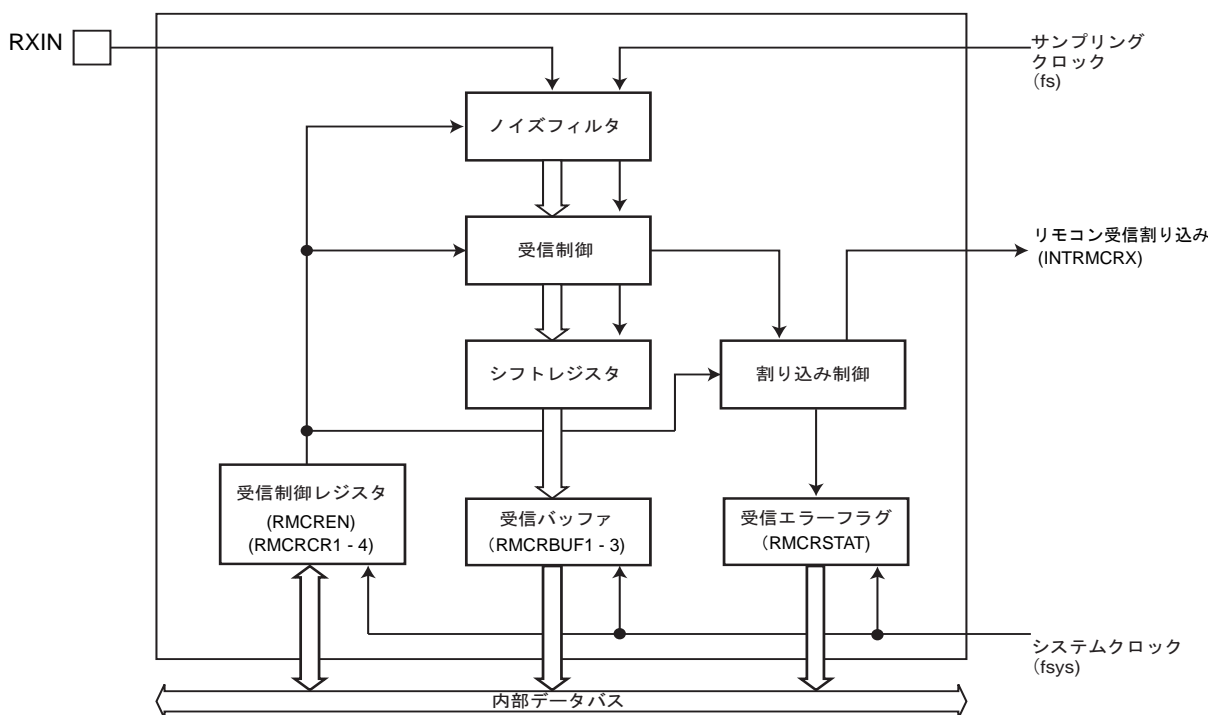 RXIN
サンプリング
クロック
(fs)
ノイズフィルタ
受信制御
リモコン受信割り込み
(INTRMCRX)
シフトレジスタ
割り込み制御
受信制御レジスタ
(RMCREN)
(RMCRCR1 - 4)
受信バッファ
(RMCRBUF1 - 3)
受信エラーフラグ
(RMCRSTAT)
システムクロック
(fsys)
内部データバス